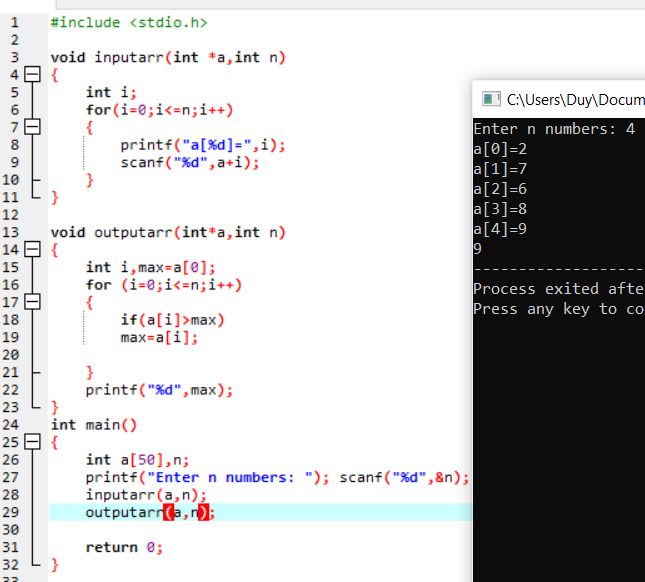 1 #include <stdio.h>
2
3 void inputarr(int *a,int n)
4 {
5 int i;
6 for(i=0;i<=n;i++)
7 {
8 printf("a[%d]=",i);
9 scanf("%d",a+i);
10 }
11 }
12
13 void outputarr(int*a,int n)
14 {
15 int i,max=a[0];
16 for (i=0;i<=n;i++)
17 {
18 if(a[i]>max)
19 max=a[i];
20
21 }
22 printf("%d",max);
23 }
24 int main()
25 {
26 int a[50],n;
27 printf("Enter n numbers: "); scanf("%d",&n);
28 inputarr(a,n);
29 outputarr(a,n);
30
31 return 0;
32 }
C:\Users\Duy\Docum
Enter n numbers: 4
a[0]=2
a[1]=7
a[2]=6
a[3]=8
a[4]=9
9
--------------------
Process exited afte
Press any key to co